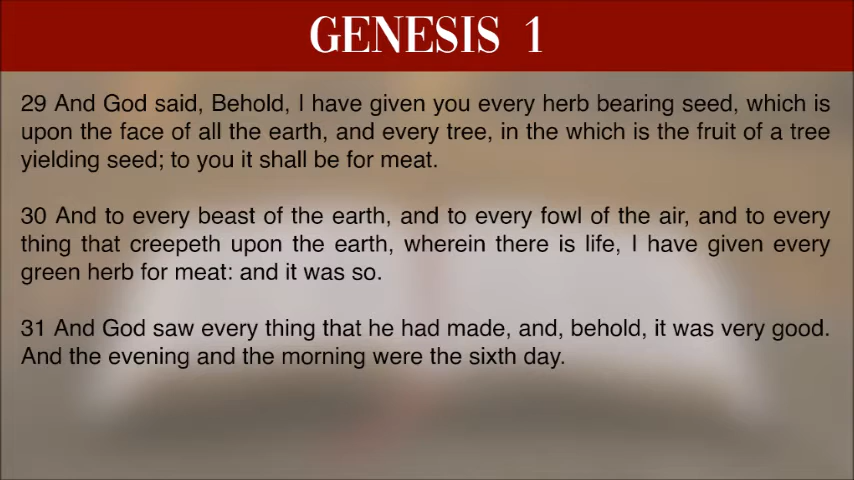 GENESIS 1
29 And God said, Behold, I have given you every herb bearing seed, which is
upon the face of all the earth, and every tree, in the which is the fruit of a tree
yielding seed; to you it shall be for meat.
30 And to every beast of the earth, and to every fowl of the air, and to every
thing that creepeth upon the earth, wherein there is life, I have given every
green herb for meat: and it was so.
31 And God saw every thing that he had made, and, behold, it was very good.
And the evening and the morning were the sixth day.